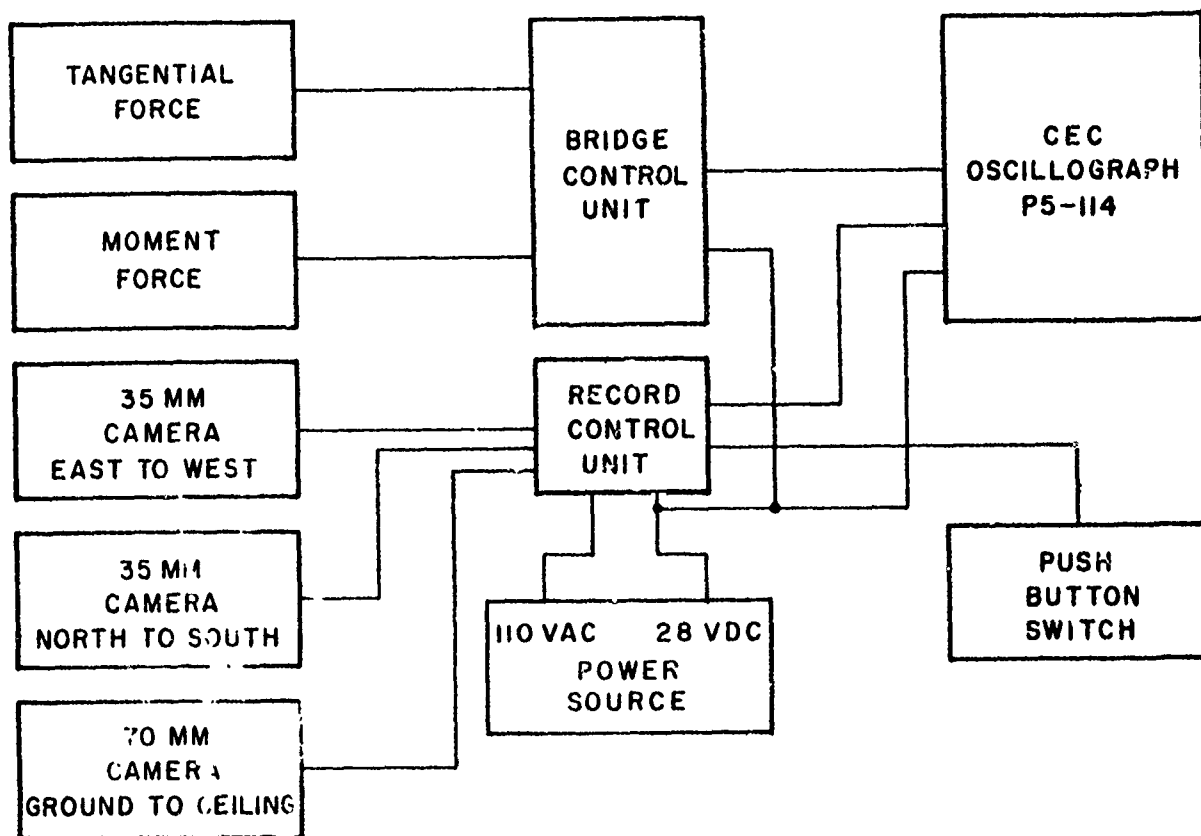 TANGENTIAL
FORCE
MOMENT
FORCE
35 MM
CAMERA
EAST TO WEST
35 MM
CAMERA
NORTH TO SOUTH
70 MM
CAMERA
GROUND TO CEILING
BRIDGE
CONTROL
UNIT
RECORD
CONTROL
UNIT
110 VAC 28 VDC
POWER
SOURCE
CEC
OSCILLOGRAPH
P5-114
PUSH
BUTTON
SWITCH